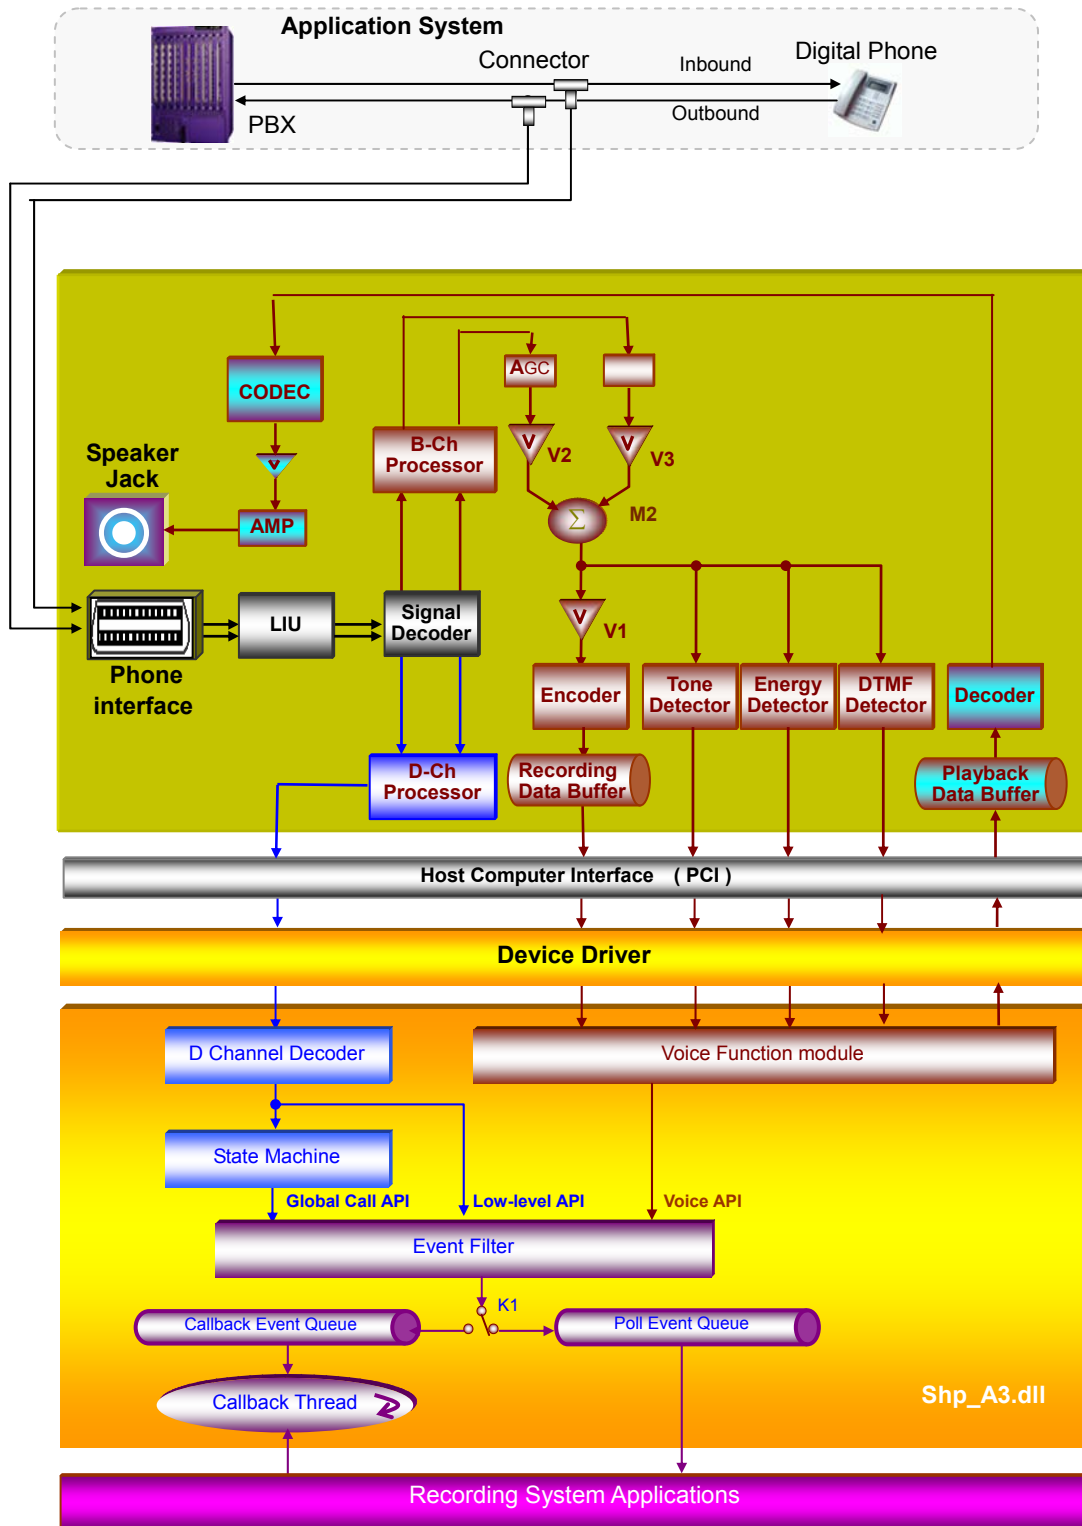 Application System
Connector
Digital Phone
Inbound
Outbound
PBX
AGC
CODEC
V
V
V
V2
V3
B-Ch
Processor
Speaker
Jack
AMP
Σ
M2
LIU
Signal
Decoder
V
V1
Phone
interface
Encoder
Tone
Detector
Energy
Detector
DTMF
Detector
Decoder
D-Ch
Processor
Recording
Data Buffer
Playback
Data Buffer
Host Computer Interface ( PCI )
Device Driver
D Channel Decoder
Voice Function module
State Machine
Global Call API
Low-level API
Voice API
Event Filter
K1
Callback Event Queue
Poll Event Queue
Callback Thread
Shp_A3.dll
Recording System Applications